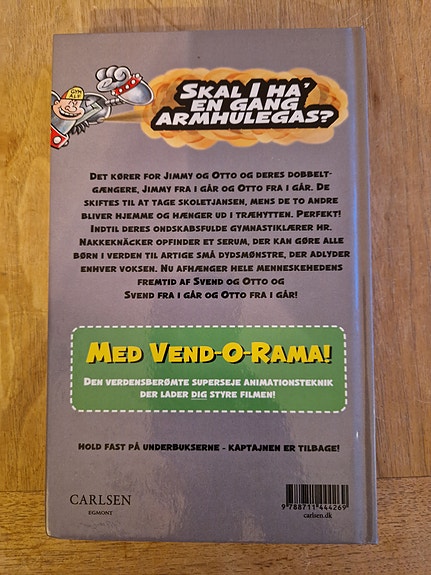 GYM
ALF
SKAL I HA'
EN GANG
ARMHULEGAS?
DET KØRER FOR JIMMY OG OTTO OG DERES DOBBELT-
GÆNGERE, JIMMY FRA I GÅR OG OTTO FRA I GÅR. DE
SKIFTES TIL AT TAGE SKOLETJANSEN, MENS DE TO ANDRE
BLIVER HJEMME OG HÆNGER UD I TRÆHYTTEN. PERFEKT!
INDTIL DERES ONDSKABSFULDE GYMNASTIKLÆRER HR.
NAKKEKNÄCKER OPFINDER ET SERUM, DER KAN GØRE ALLE
BØRN I VERDEN TIL ARTIGE SMÅ DYDSMØNSTRE, DER ADLYDER
ENHVER VOKSEN. NU AFHÆNGER HELE MENNESKEHEDENS
FREMTID AF SVEND OG OTTO OG
SVEND FRA I GÅR OG OTTO FRA I GÅR!
MED VEND-O-RAMA!
DEN VERDENSBERØMTE SUPERSEJE ANIMATIONSTEKNIK
DER LADER DIG STYRE FILMEN!
HOLD FAST PÅ UNDERBUKSERNE - KAPTAJNEN ER TILBAGE!
CARLSEN
EGMONT
9 788711 444269
carlsen.dk